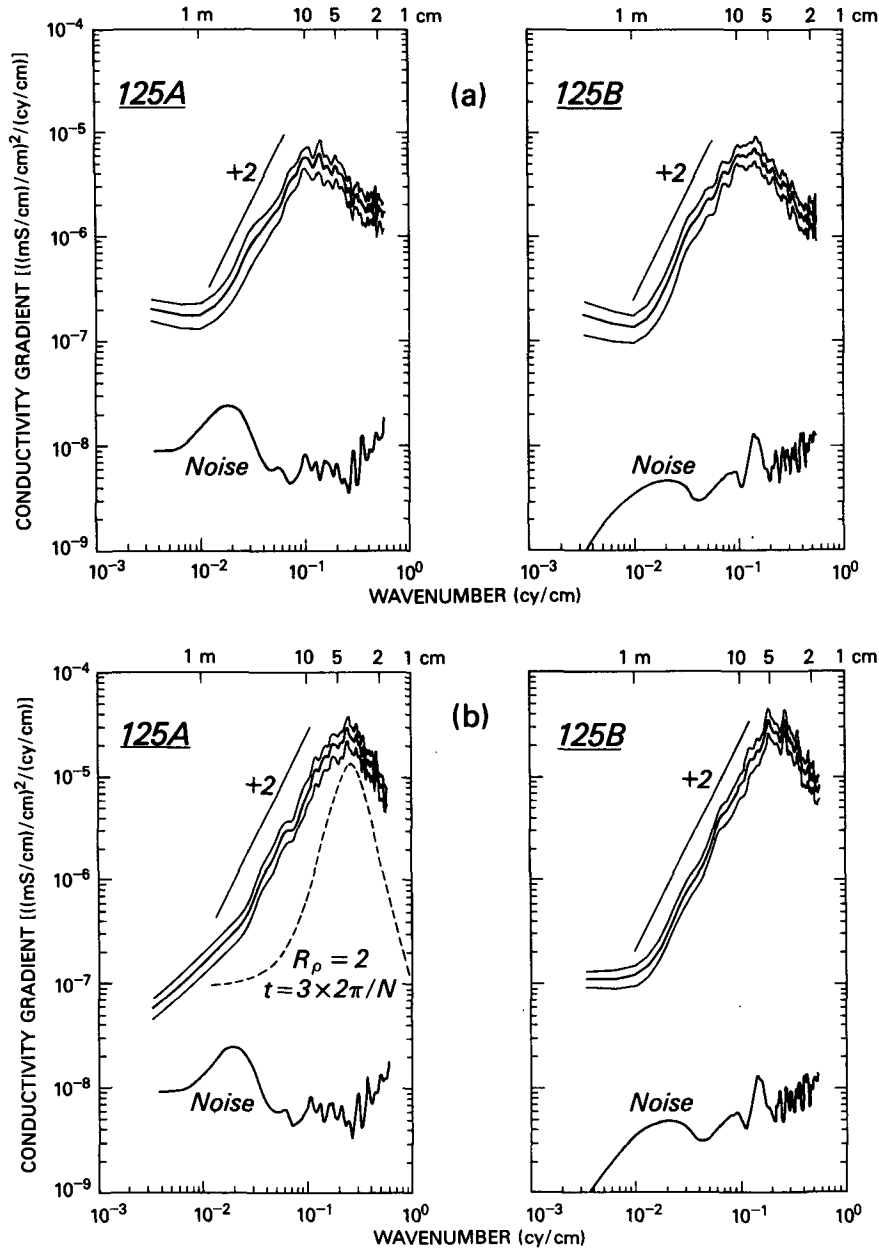 1 m 10 5 2 1 cm
1 m 10 5 2 1 cm
10⁻⁴
10⁻⁵
10⁻⁶
10⁻⁷
10⁻⁸
10⁻⁹
CONDUCTIVITY GRADIENT [((mS/cm)/cm)²/(cy/cm)]
125A
(a)
125B
+2
+2
Noise
Noise
10⁻³ 10⁻² 10⁻¹ 10⁰
10⁻³ 10⁻² 10⁻¹ 10⁰
WAVENUMBER (cy/cm)
1 m 10 5 2 1 cm
1 m 10 5 2 1 cm
10⁻⁴
10⁻⁵
10⁻⁶
10⁻⁷
10⁻⁸
10⁻⁹
CONDUCTIVITY GRADIENT [((mS/cm)/cm)²/(cy/cm)]
125A
(b)
125B
+2
+2
Rρ = 2
t = 3 × 2π/N
Noise
Noise
10⁻³ 10⁻² 10⁻¹ 10⁰
10⁻³ 10⁻² 10⁻¹ 10⁰
WAVENUMBER (cy/cm)